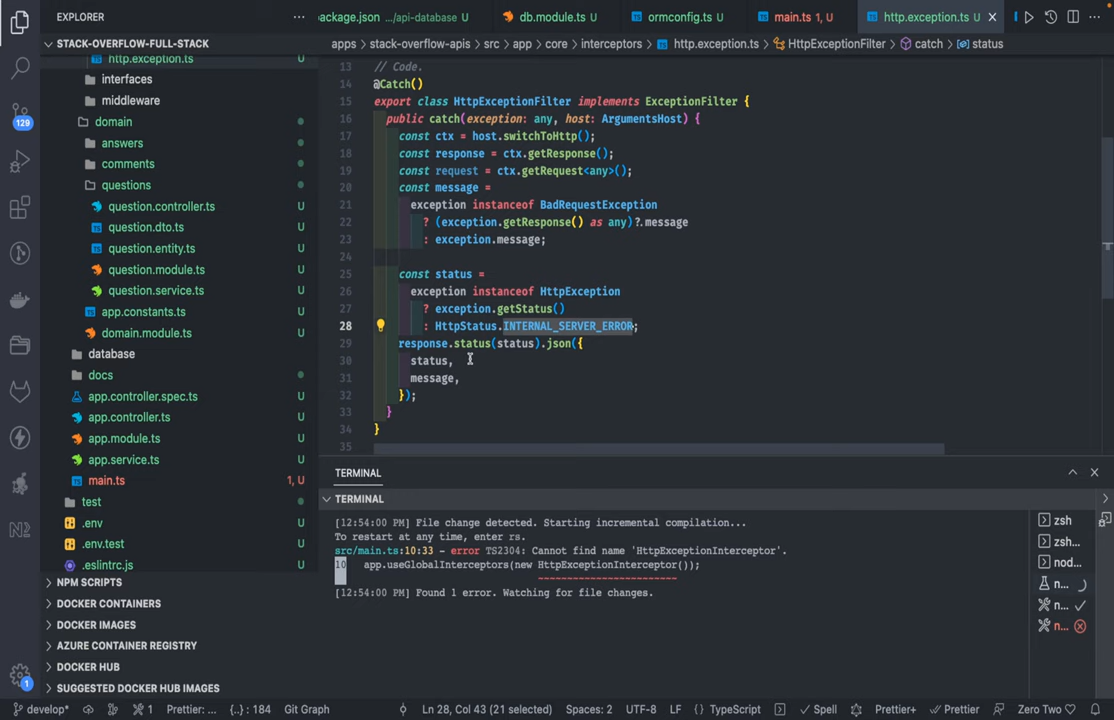 EXPLORER
STACK-OVERFLOW-FULL-STACK
http.exception.ts U
interfaces
middleware
domain
answers
comments
questions
question.controller.ts U
question.dto.ts U
question.entity.ts U
question.module.ts U
question.service.ts U
app.constants.ts U
domain.module.ts U
database
docs
app.controller.spec.ts U
app.controller.ts U
app.module.ts U
app.service.ts U
main.ts 1, U
test
.env U
.env.test U
.eslintrc.js U
NPM SCRIPTS
DOCKER CONTAINERS
DOCKER IMAGES
AZURE CONTAINER REGISTRY
DOCKER HUB
SUGGESTED DOCKER HUB IMAGES
129
1
package.json .../api-database U
db.module.ts U
ormconfig.ts U
main.ts 1, U
http.exception.ts U
apps > stack-overflow-apis > src > app > core > interceptors > http.exception.ts > HttpExceptionFilter > catch > status
13 // Code.
14 @Catch()
15 export class HttpExceptionFilter implements ExceptionFilter {
16 public catch(exception: any, host: ArgumentsHost) {
17 const ctx = host.switchToHttp();
18 const response = ctx.getResponse();
19 const request = ctx.getRequest<any>();
20 const message =
21 exception instanceof BadRequestException
22 ? (exception.getResponse() as any)?.message
23 : exception.message;
24
25 const status =
26 exception instanceof HttpException
27 ? exception.getStatus()
28 : HttpStatus.INTERNAL_SERVER_ERROR;
29 response.status(status).json({
30 status,
31 message,
32 });
33 }
34 }
35
TERMINAL
TERMINAL
[12:54:00 PM] File change detected. Starting incremental compilation...
To restart at any time, enter rs.
src/main.ts:10:33 - error TS2304: Cannot find name 'HttpExceptionInterceptor'.
10 app.useGlobalInterceptors(new HttpExceptionInterceptor());
[12:54:00 PM] Found 1 error. Watching for file changes.
zsh
zsh...
nod...
n...
n...
n...
develop* 1 Prettier: ... {..} : 184 Git Graph Ln 28, Col 43 (21 selected) Spaces: 2 UTF-8 LF TypeScript Spell Prettier+ Prettier Zero Two